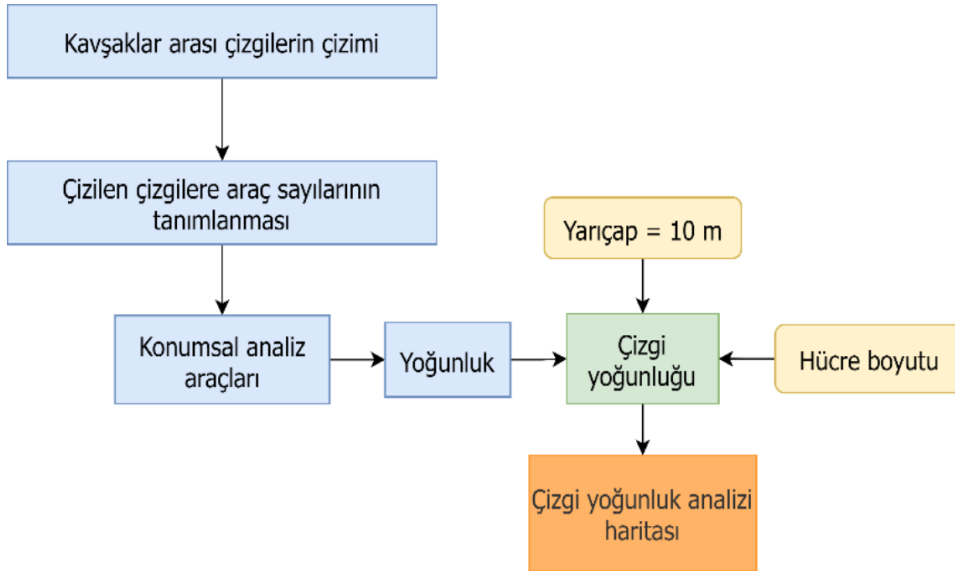 Kavşaklar arası çizgilerin çizimi
Çizilen çizgilere araç sayılarının
tanımlanması
Yarıçap = 10 m
Konumsal analiz
araçları
Yoğunluk
Çizgi
yoğunluğu
Hücre boyutu
Çizgi yoğunluk analizi
haritası